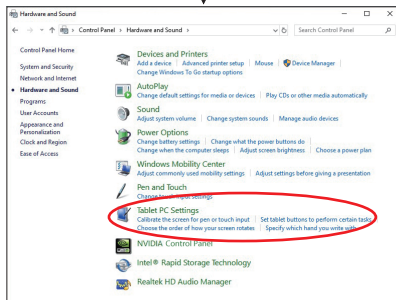 Hardware and Sound
Control Panel > Hardware and Sound >
Search Control Panel
Control Panel Home
System and Security
Network and Internet
Hardware and Sound
Programs
User Accounts
Appearance and
Personalization
Clock and Region
Ease of Access
Devices and Printers
Add a device | Advanced printer setup | Mouse | Device Manager |
Change Windows To Go startup options
AutoPlay
Change default settings for media or devices | Play CDs or other media automatically
Sound
Adjust system volume | Change system sounds | Manage audio devices
Power Options
Change battery settings | Change what the power buttons do |
Change when the computer sleeps | Adjust screen brightness | Choose a power plan
Windows Mobility Center
Adjust commonly used mobility settings | Adjust settings before giving a presentation
Pen and Touch
Change touch input settings
Tablet PC Settings
Calibrate the screen for pen or touch input | Set tablet buttons to perform certain tasks
Choose the order of how your screen rotates | Specify which hand you write with
NVIDIA Control Panel
Intel® Rapid Storage Technology
Realtek HD Audio Manager